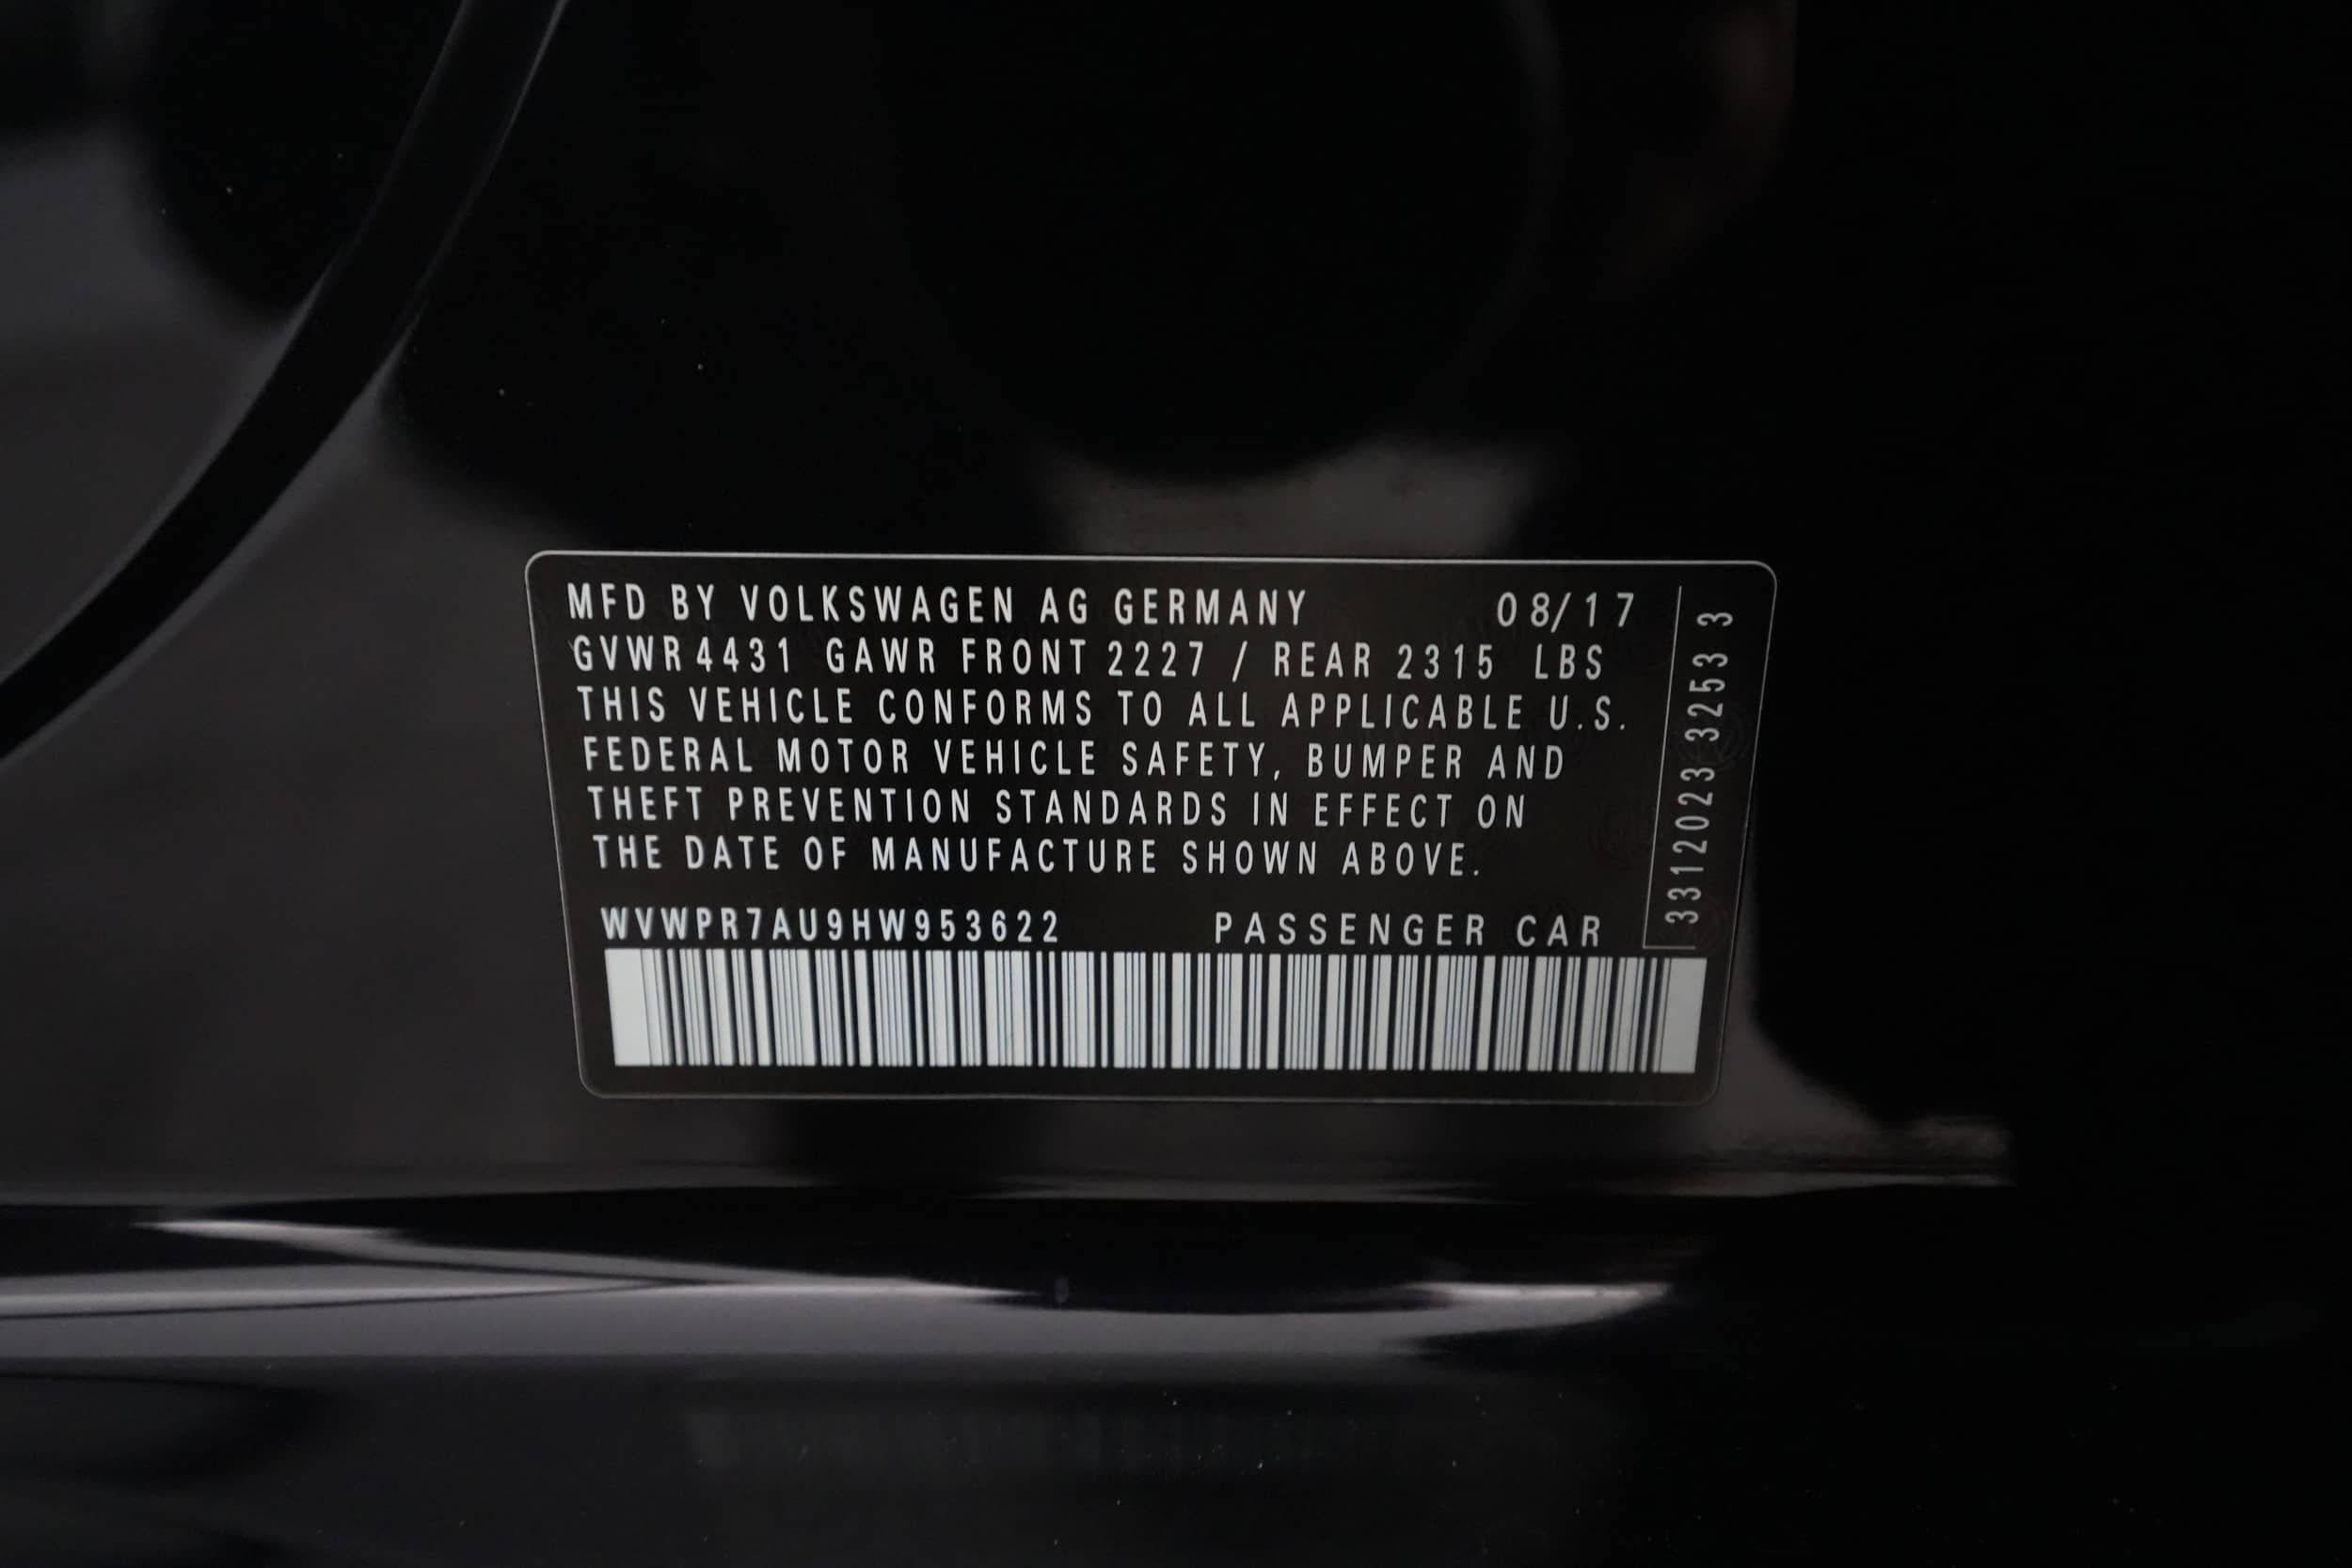 MFD BY VOLKSWAGEN AG GERMANY 08/17
GVWR 4431 GAWR FRONT 2227 / REAR 2315 LBS
THIS VEHICLE CONFORMS TO ALL APPLICABLE U.S.
FEDERAL MOTOR VEHICLE SAFETY, BUMPER AND
THEFT PREVENTION STANDARDS IN EFFECT ON
THE DATE OF MANUFACTURE SHOWN ABOVE.
WVWPR7AU9HW953622 PASSENGER CAR
3312023 3253 3